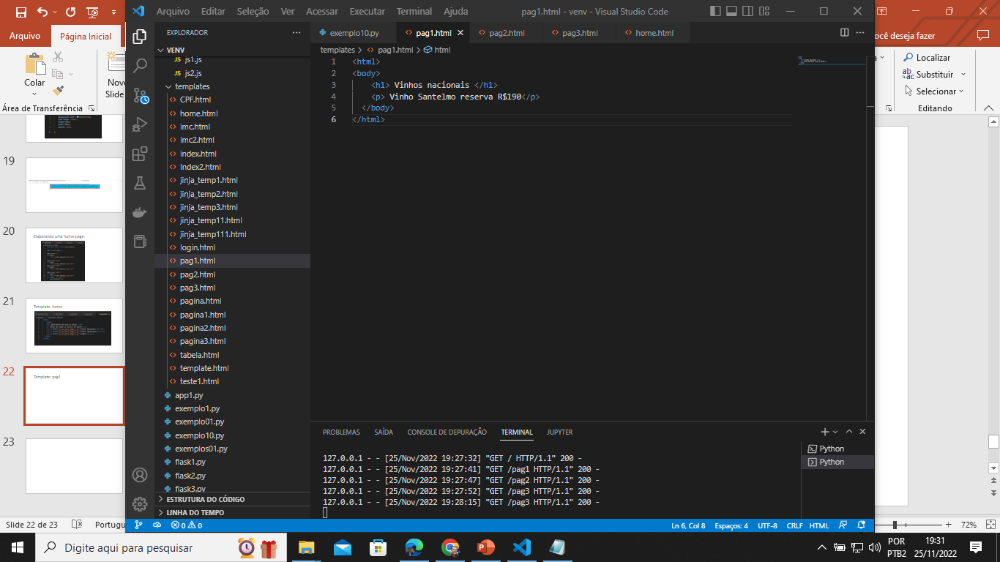 Arquivo Editar Seleção Ver Acessar Executar Terminal Ajuda
pag1.html - venv - Visual Studio Code
Arquivo
Página Inicial
Colar
Novo
Slide
Área de Transferência
19
20
Elaborando uma home-page:
21
Template: home
22
Template: pag1
23
Slide 22 de 23
EXPLORADOR
VENV
JS js1.js
JS js2.js
templates
<> CPF.html
<> home.html
<> imc.html
<> imc2.html
<> index.html
<> Index2.html
<> jinja_temp1.html
<> jinja_temp2.html
<> jinja_temp3.html
<> jinja_temp11.html
<> jinja_temp111.html
<> login.html
<> pag1.html
<> pag2.html
<> pag3.html
<> pagina.html
<> pagina1.html
<> pagina2.html
<> pagina3.html
<> tabela.html
<> template.html
<> teste1.html
app1.py
exemplo1.py
exemplo01.py
exemplo10.py
exemplos01.py
flask1.py
flask2.py
flask3.py
ESTRUTURA DO CÓDIGO
LINHA DO TEMPO
exemplo10.py <> pag1.html <> pag2.html <> pag3.html <> home.html
templates > <> pag1.html > html
1 <html>
2 <body>
3 <h1> Vinhos nacionais </h1>
4 <p> Vinho Santelmo reserva R$190</p>
5 </body>
6 </html>
PROBLEMAS SAÍDA CONSOLE DE DEPURAÇÃO TERMINAL JUPYTER
127.0.0.1 - - [25/Nov/2022 19:27:32] "GET / HTTP/1.1" 200 -
127.0.0.1 - - [25/Nov/2022 19:27:41] "GET /pag1 HTTP/1.1" 200 -
127.0.0.1 - - [25/Nov/2022 19:27:47] "GET /pag2 HTTP/1.1" 200 -
127.0.0.1 - - [25/Nov/2022 19:27:52] "GET /pag3 HTTP/1.1" 200 -
127.0.0.1 - - [25/Nov/2022 19:28:15] "GET /pag3 HTTP/1.1" 200 -
Python
Python
0 0
Ln 6, Col 8 Espaços: 4 UTF-8 CRLF HTML
ocê deseja fazer
Localizar
Substituir
Selecionar
Editando
72%
Digite aqui para pesquisar
POR
PTB2
19:31
25/11/2022